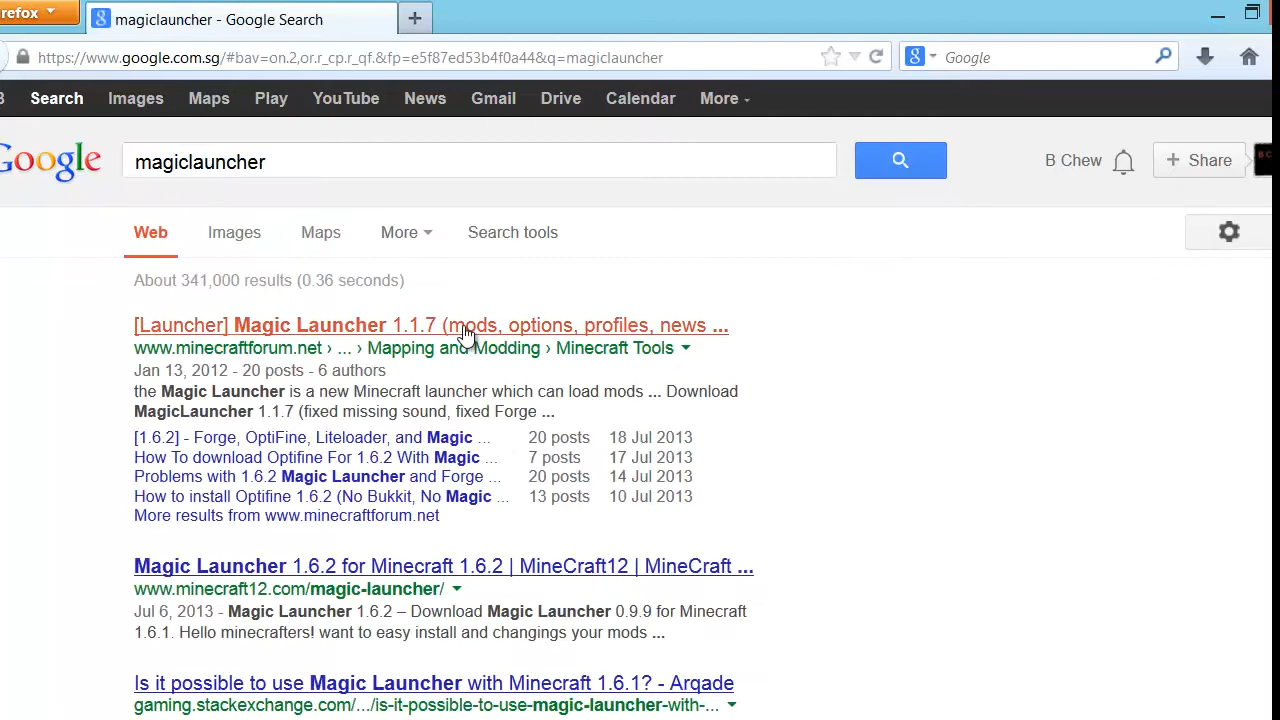 refox
magiclauncher - Google Search
https://www.google.com.sg/#bav=on.2,or.r_cp.r_qf.&fp=e5f87ed53b4f0a44&q=magiclauncher
Google
Search Images Maps Play YouTube News Gmail Drive Calendar More
Google
magiclauncher
B Chew
+ Share
Web Images Maps More Search tools
About 341,000 results (0.36 seconds)
[Launcher] Magic Launcher 1.1.7 (mods, options, profiles, news ...
www.minecraftforum.net › ... › Mapping and Modding › Minecraft Tools
Jan 13, 2012 - 20 posts - 6 authors
the Magic Launcher is a new Minecraft launcher which can load mods ... Download
MagicLauncher 1.1.7 (fixed missing sound, fixed Forge ...
[1.6.2] - Forge, OptiFine, Liteloader, and Magic ... 20 posts 18 Jul 2013
How To download Optifine For 1.6.2 With Magic ... 7 posts 17 Jul 2013
Problems with 1.6.2 Magic Launcher and Forge ... 20 posts 14 Jul 2013
How to install Optifine 1.6.2 (No Bukkit, No Magic ... 13 posts 10 Jul 2013
More results from www.minecraftforum.net
Magic Launcher 1.6.2 for Minecraft 1.6.2 | MineCraft12 | MineCraft ...
www.minecraft12.com/magic-launcher/
Jul 6, 2013 - Magic Launcher 1.6.2 – Download Magic Launcher 0.9.9 for Minecraft
1.6.1. Hello minecrafters! want to easy install and changings your mods ...
Is it possible to use Magic Launcher with Minecraft 1.6.1? - Arqade
gaming.stackexchange.com/.../is-it-possible-to-use-magic-launcher-with-...